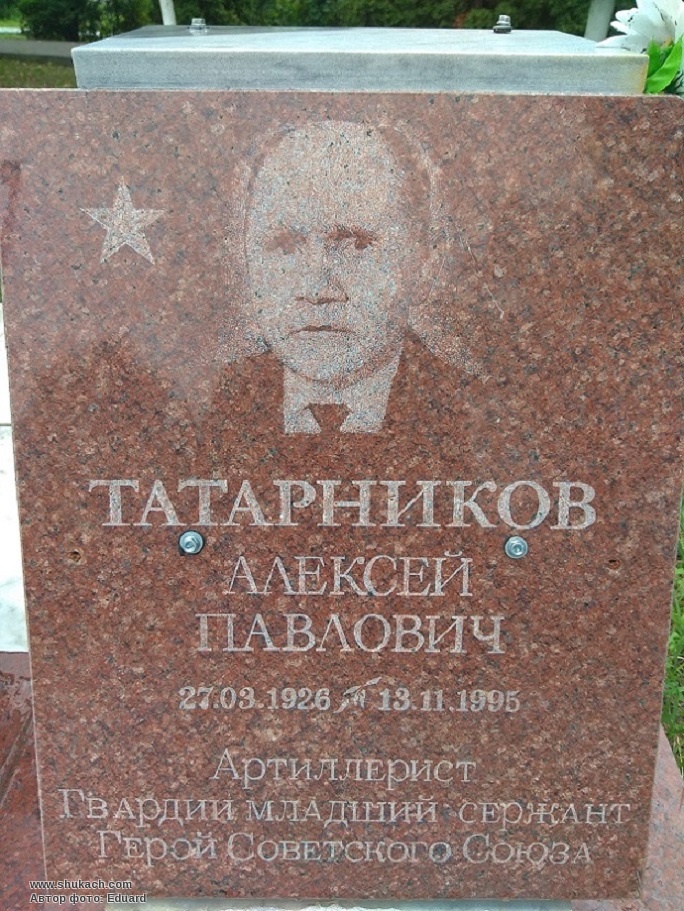 ТАТАРНИКОВ
АЛЕКСЕЙ
ПАВЛОВИЧ
27.03.1926 13.11.1995
Артиллерист
Гвардии младший сержант
Герой Советского Союза
www.shukach.com
Автор фото: Eduard